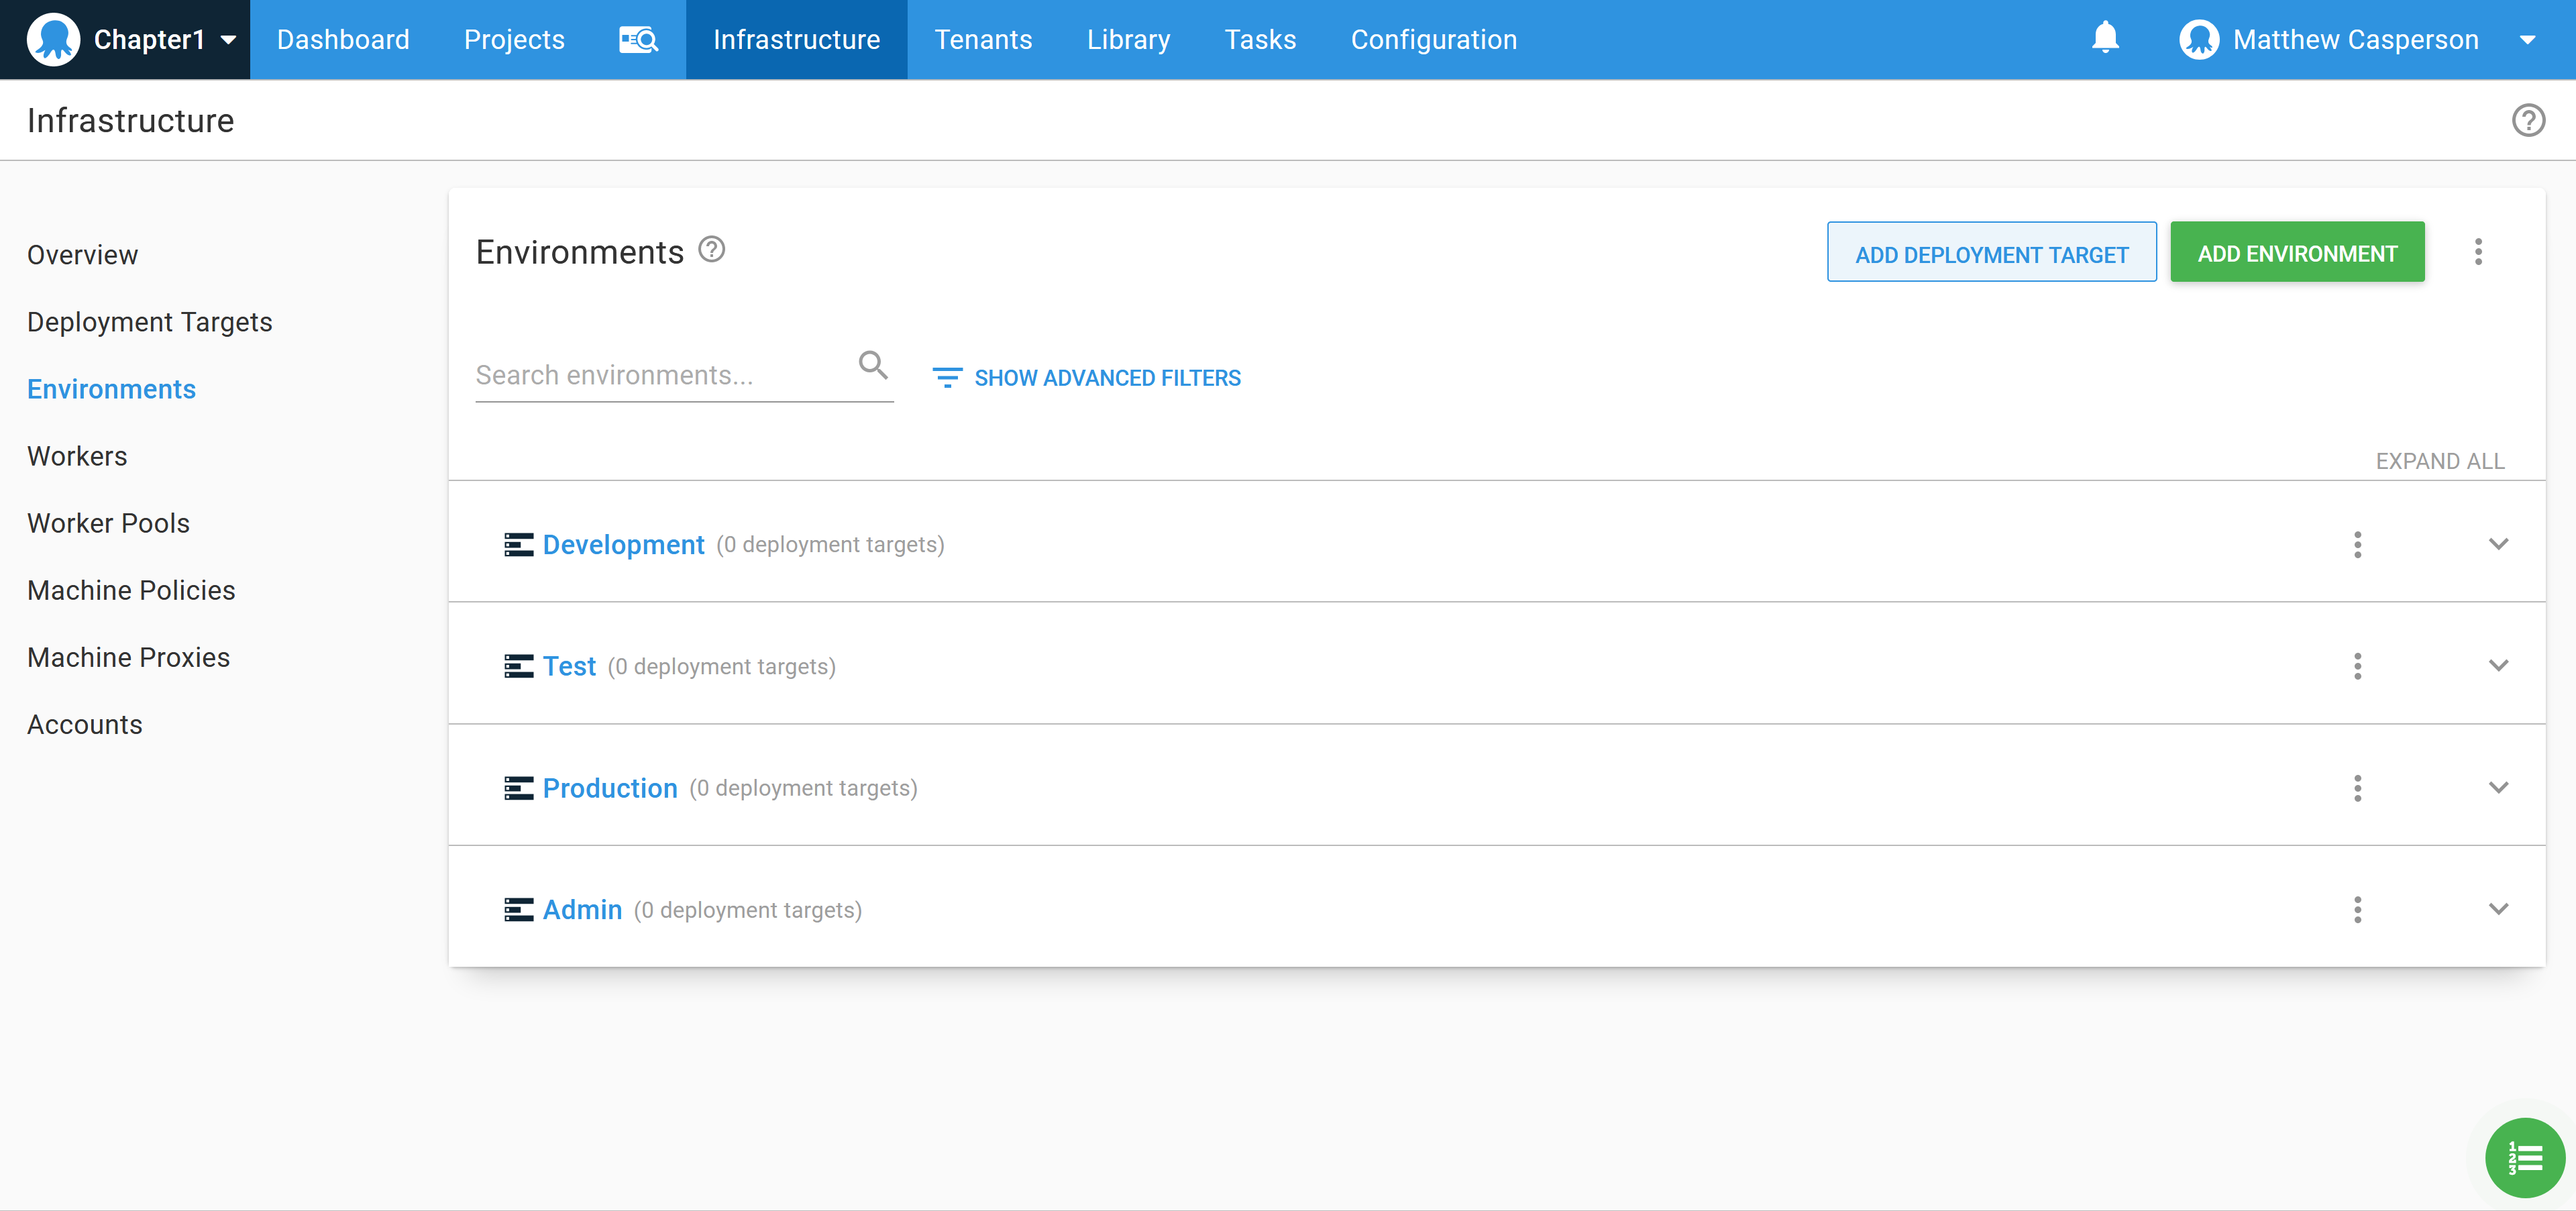 Chapter1 Dashboard Projects Infrastructure Tenants Library Tasks Configuration Matthew Casperson
Infrastructure
Overview
Deployment Targets
Environments
Workers
Worker Pools
Machine Policies
Machine Proxies
Accounts
Environments ADD DEPLOYMENT TARGET ADD ENVIRONMENT
Search environments... SHOW ADVANCED FILTERS
EXPAND ALL
Development (0 deployment targets)
Test (0 deployment targets)
Production (0 deployment targets)
Admin (0 deployment targets)